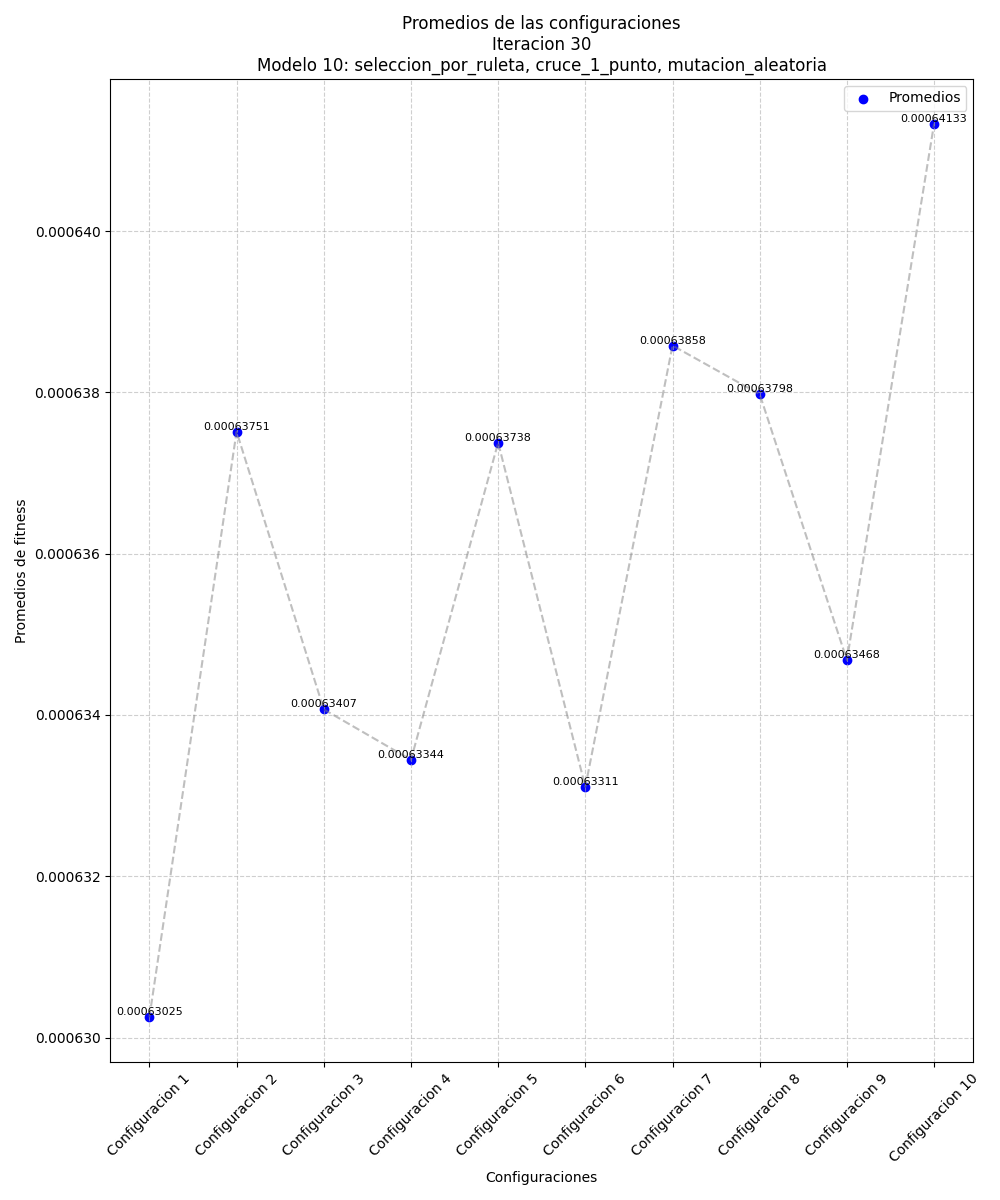 Promedios de las configuraciones
Iteracion 30
Modelo 10: seleccion_por_ruleta, cruce_1_punto, mutacion_aleatoria
Promedios
0.00064133
0.000640
0.00063858
0.000638
0.00063798
0.00063751
0.00063738
0.000636
Promedios de fitness
0.00063468
0.00063407
0.000634
0.00063344
0.00063311
0.000632
0.00063025
0.000630
Configuracion 1
Configuracion 2
Configuracion 3
Configuracion 4
Configuracion 5
Configuracion 6
Configuracion 7
Configuracion 8
Configuracion 9
Configuracion 10
Configuraciones